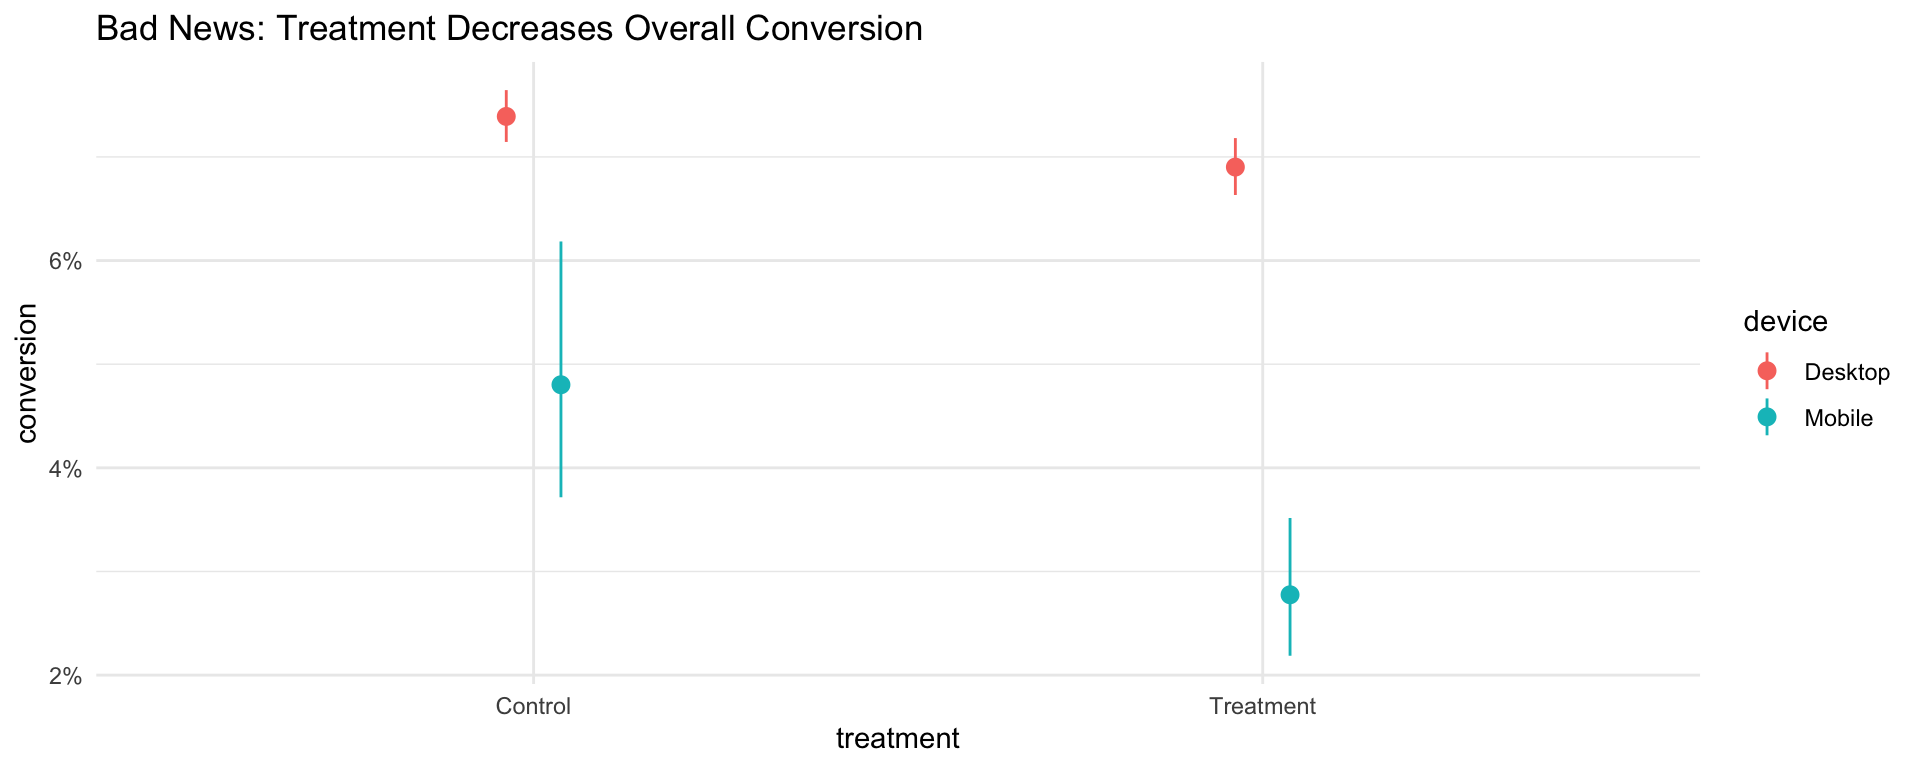 Bad News: Treatment Decreases Overall Conversion
conversion
6%
4%
2%
Control
Treatment
treatment
device
Desktop
Mobile